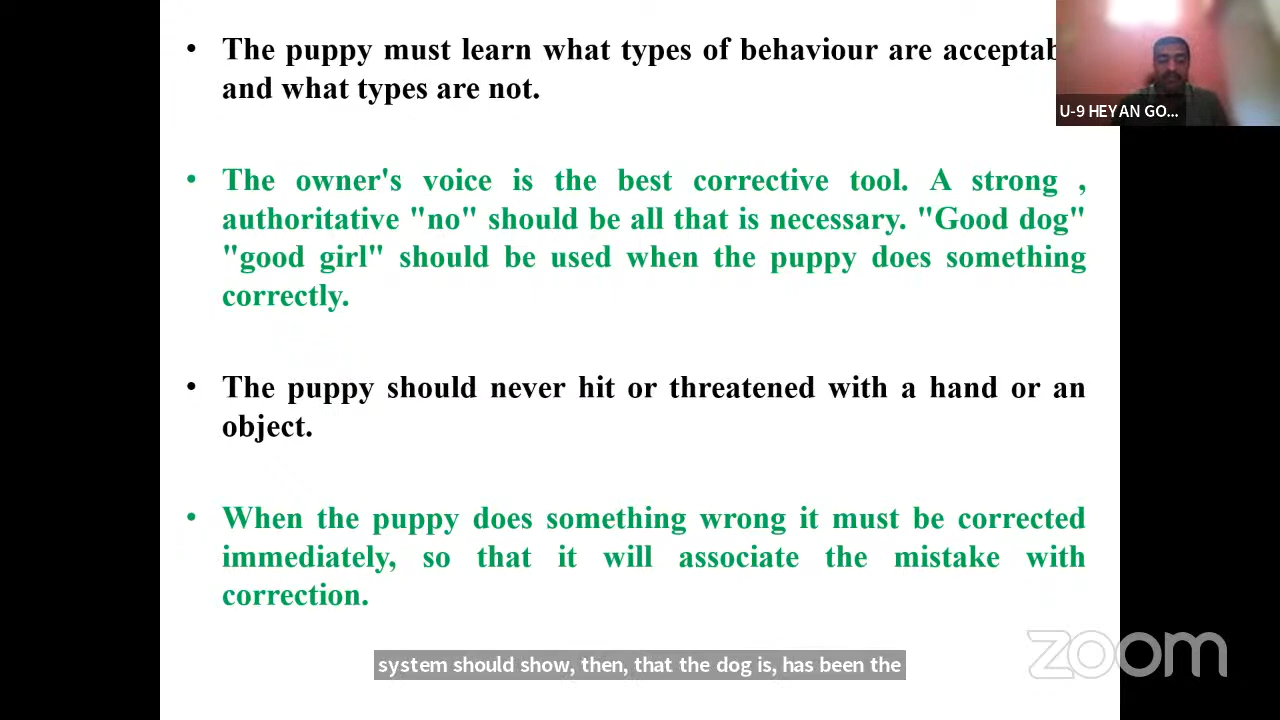 • The puppy must learn what types of behaviour are acceptab
and what types are not.
• The owner's voice is the best corrective tool. A strong ,
authoritative "no" should be all that is necessary. "Good dog"
"good girl" should be used when the puppy does something
correctly.
• The puppy should never hit or threatened with a hand or an
object.
• When the puppy does something wrong it must be corrected
immediately, so that it will associate the mistake with
correction.
U-9 HEYAN GO...
system should show, then, that the dog is, has been the
zoom